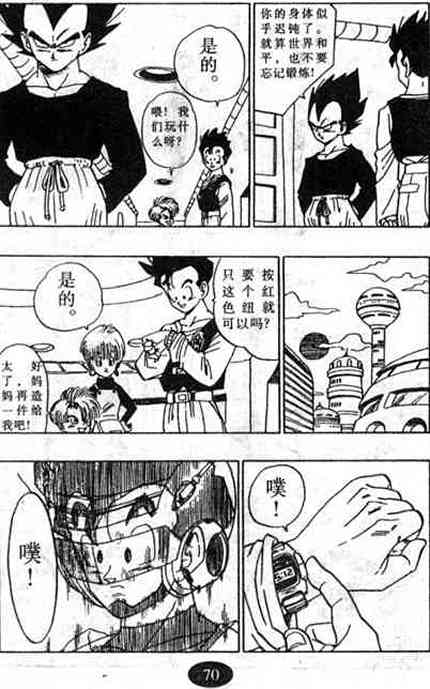 你的身体似
乎迟钝了。
就算世界和
平，也不要
忘记锻炼!
是的。
喂！我
们玩什
么呀?
只要按
这个红
色纽就
可以吗?
是的。
太好
了，妈
妈再造
一件给
我吧!
噗！
噗！
70